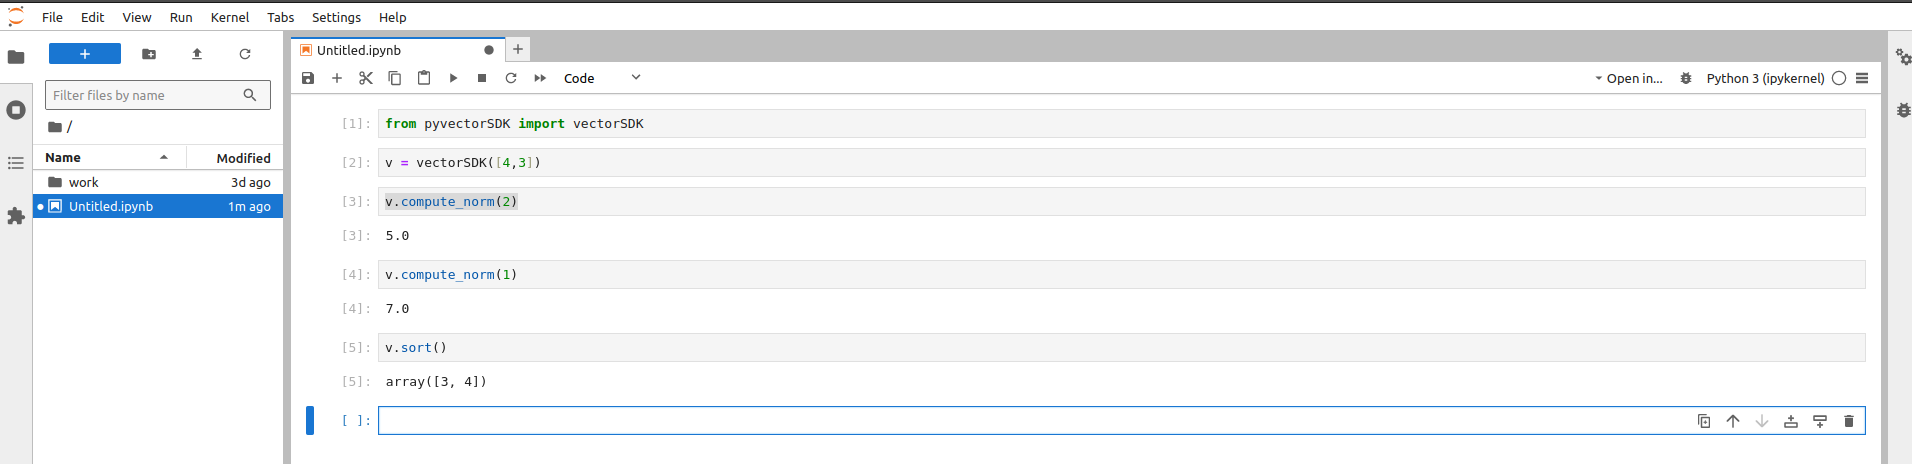 File Edit View Run Kernel Tabs Settings Help
Untitled.ipynb
Filter files by name
/
Name Modified
work 3d ago
Untitled.ipynb 1m ago
Code
Open in... Python 3 (ipykernel)
[1]: from pyvectorSDK import vectorSDK
[2]: v = vectorSDK([4,3])
[3]: v.compute_norm(2)
[3]: 5.0
[4]: v.compute_norm(1)
[4]: 7.0
[5]: v.sort()
[5]: array([3, 4])
[ ]: